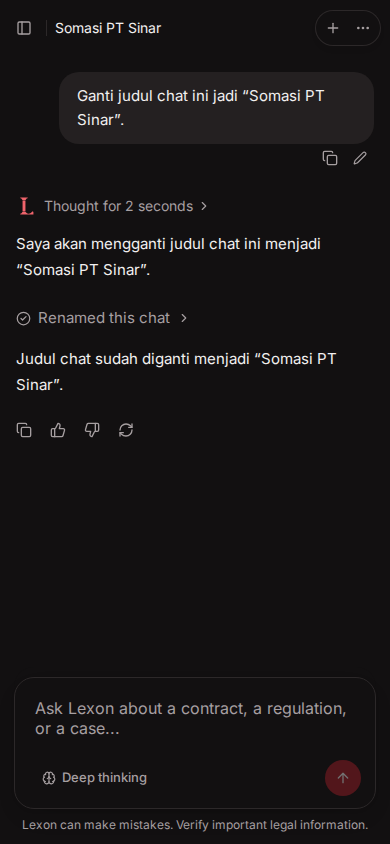 Somasi PT Sinar
Ganti judul chat ini jadi “Somasi PT
Sinar”.
L Thought for 2 seconds
Saya akan mengganti judul chat ini menjadi
“Somasi PT Sinar”.
Renamed this chat
Judul chat sudah diganti menjadi “Somasi PT
Sinar”.
Ask Lexon about a contract, a regulation,
or a case...
Deep thinking
Lexon can make mistakes. Verify important legal information.